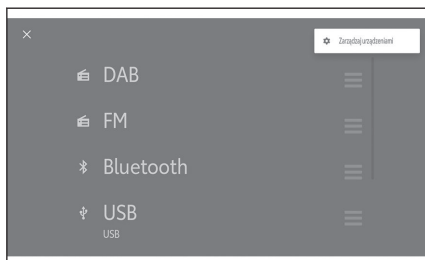 Zarządzaj urządzeniami
DAB
FM
Bluetooth
USB
USB